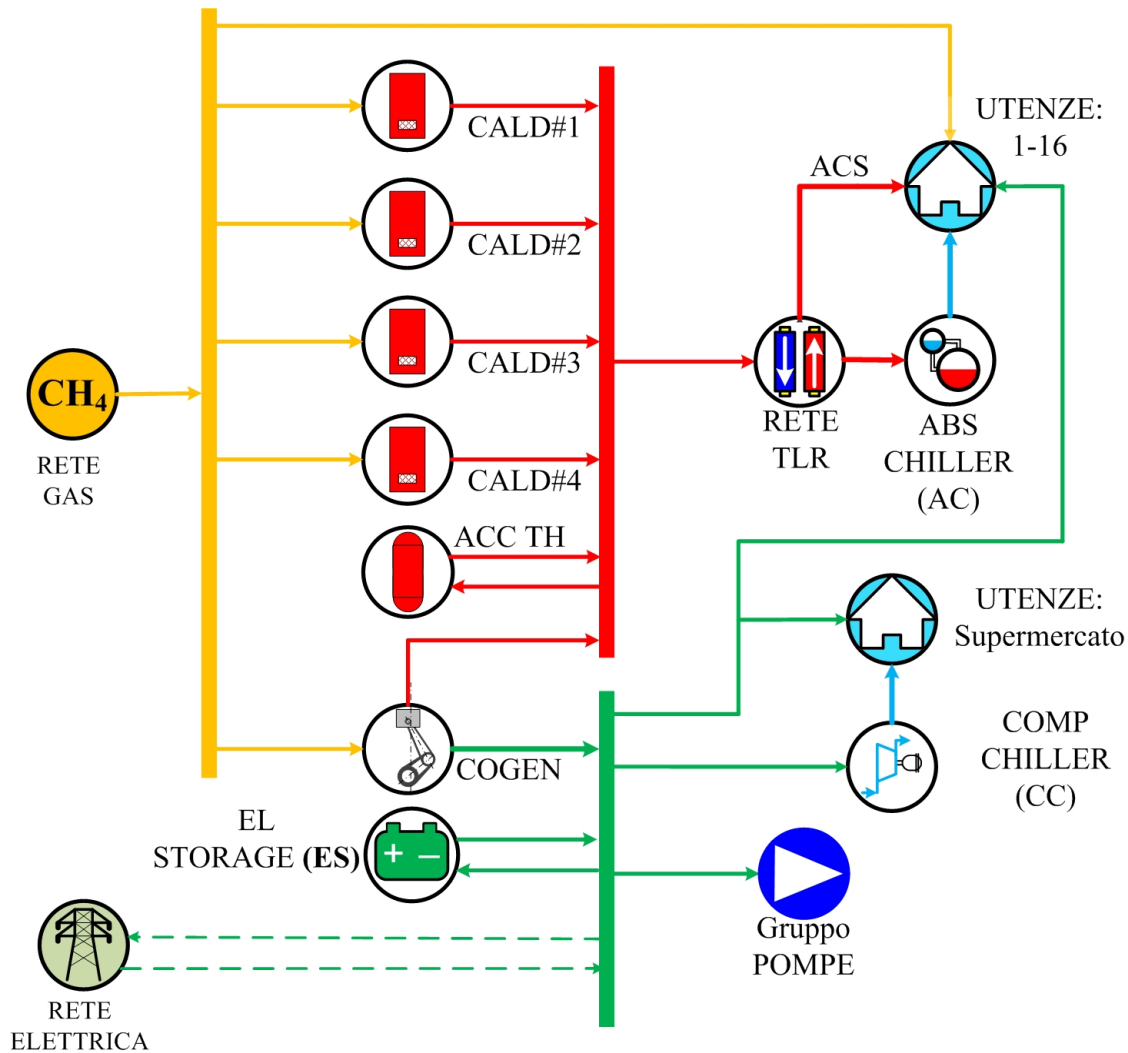 CALD#1
UTENZE:
1-16
ACS
CALD#2
CALD#3
CH₄
RETE
GAS
RETE
TLR
ABS
CHILLER
(AC)
CALD#4
ACC TH
UTENZE:
Supermercato
COGEN
COMP
CHILLER
(CC)
EL
STORAGE (ES)
+ −
Gruppo
POMPE
RETE
ELETTRICA